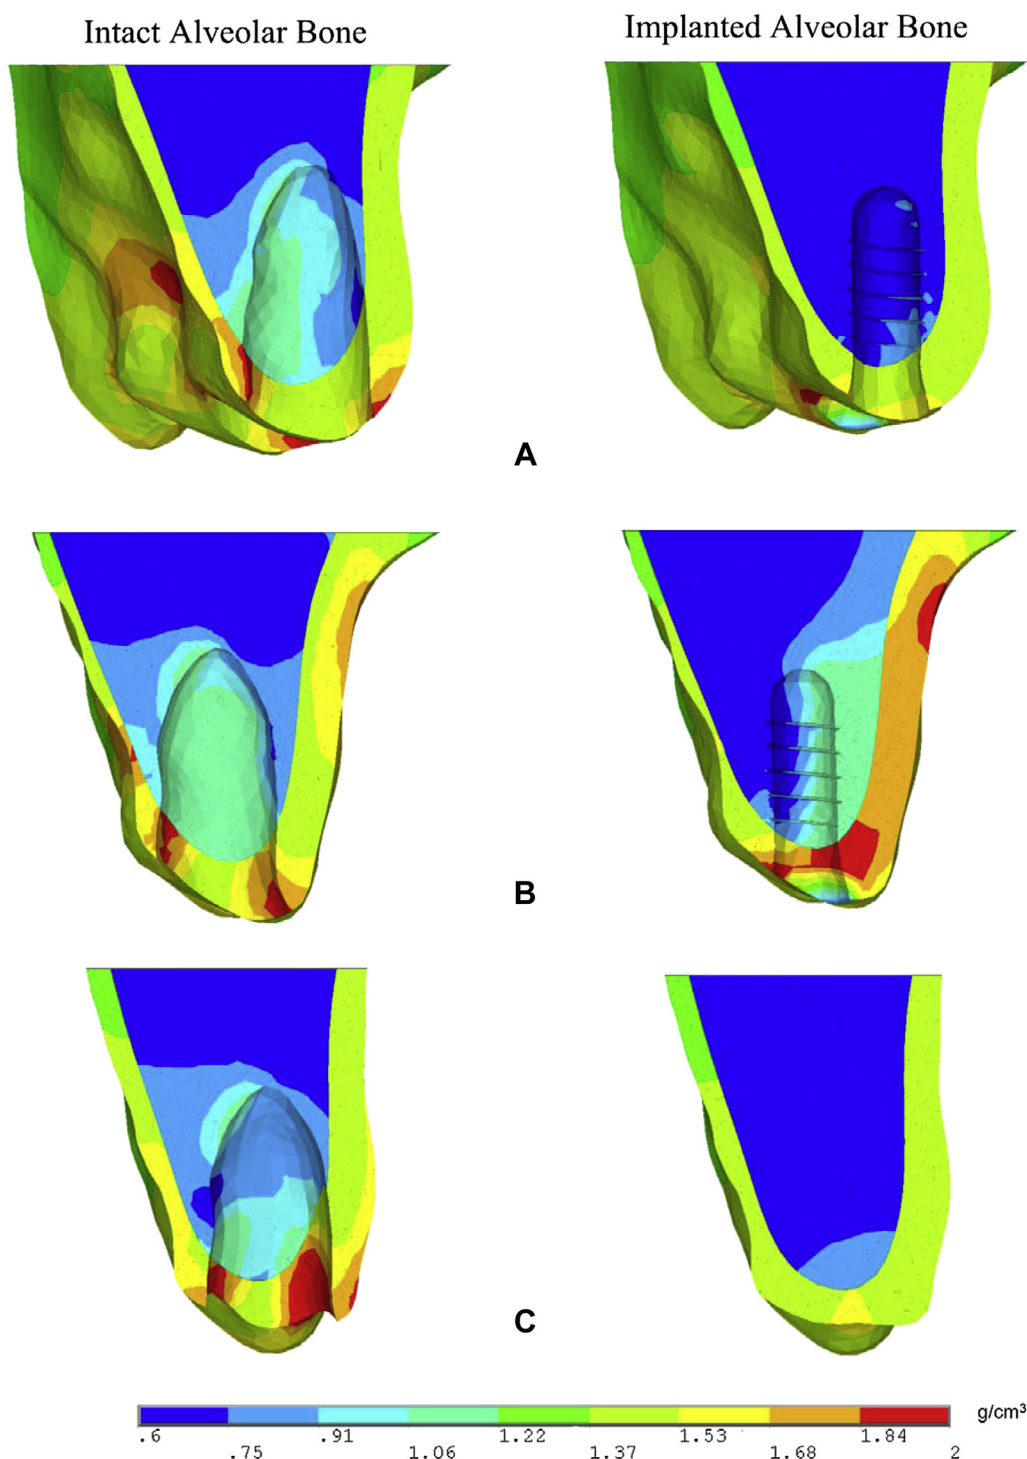 Intact Alveolar Bone
Implanted Alveolar Bone
A
B
C
g/cm³
.6 .91 1.22 1.53 1.84
.75 1.06 1.37 1.68 2